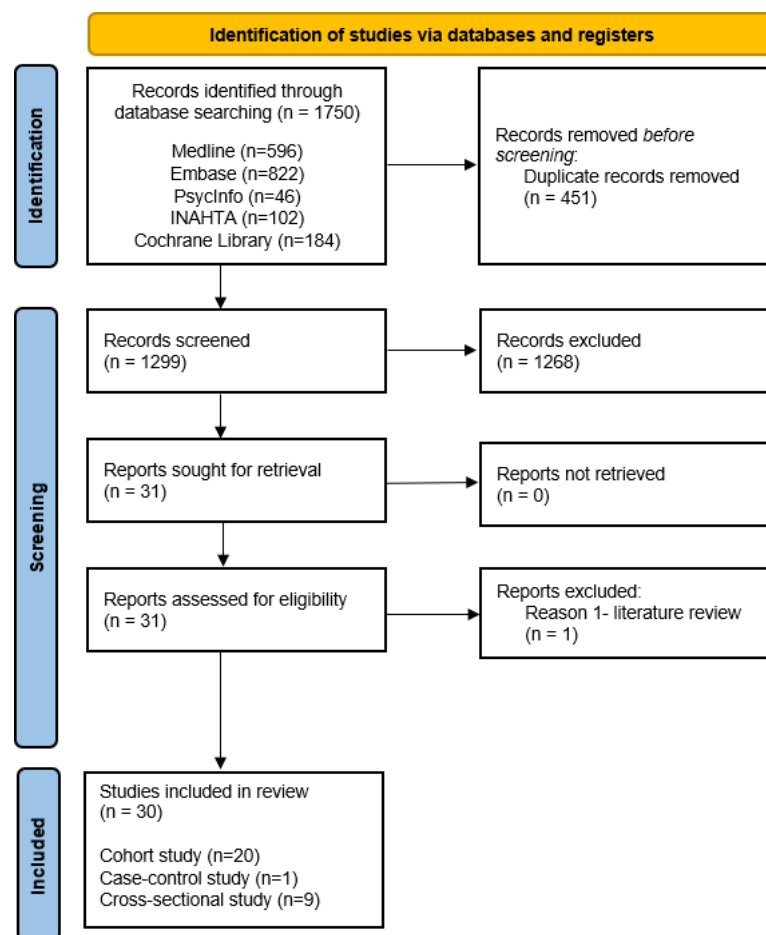 Identification of studies via databases and registers
Identification
Records identified through
database searching (n = 1750)
Medline (n=596)
Embase (n=822)
PsycInfo (n=46)
INAHTA (n=102)
Cochrane Library (n=184)
Records removed before
screening:
Duplicate records removed
(n = 451)
Screening
Records screened
(n = 1299)
Records excluded
(n = 1268)
Reports sought for retrieval
(n = 31)
Reports not retrieved
(n = 0)
Reports assessed for eligibility
(n = 31)
Reports excluded:
Reason 1- literature review
(n = 1)
Included
Studies included in review
(n = 30)
Cohort study (n=20)
Case-control study (n=1)
Cross-sectional study (n=9)